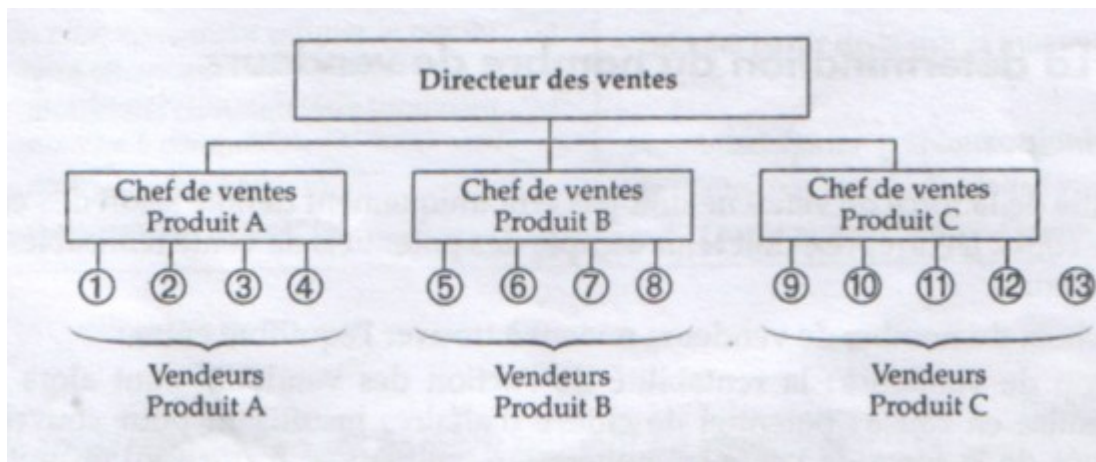 Directeur des ventes
Chef de ventes
Produit A
Chef de ventes
Produit B
Chef de ventes
Produit C
① ② ③ ④ ⑤ ⑥ ⑦ ⑧ ⑨ ⑩ ⑪ ⑫ ⑬
Vendeurs
Produit A
Vendeurs
Produit B
Vendeurs
Produit C